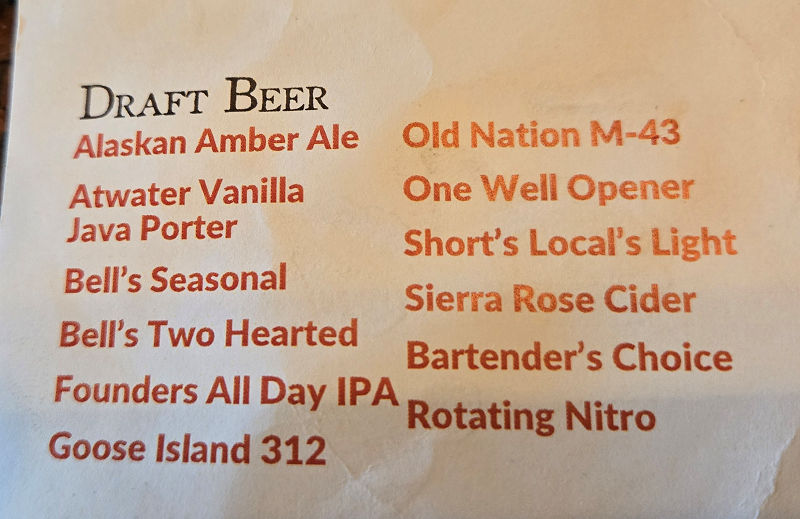 DRAFT BEER
Alaskan Amber Ale
Atwater Vanilla
Java Porter
Bell's Seasonal
Bell's Two Hearted
Founders All Day IPA
Goose Island 312
Old Nation M-43
One Well Opener
Short's Local's Light
Sierra Rose Cider
Bartender's Choice
Rotating Nitro